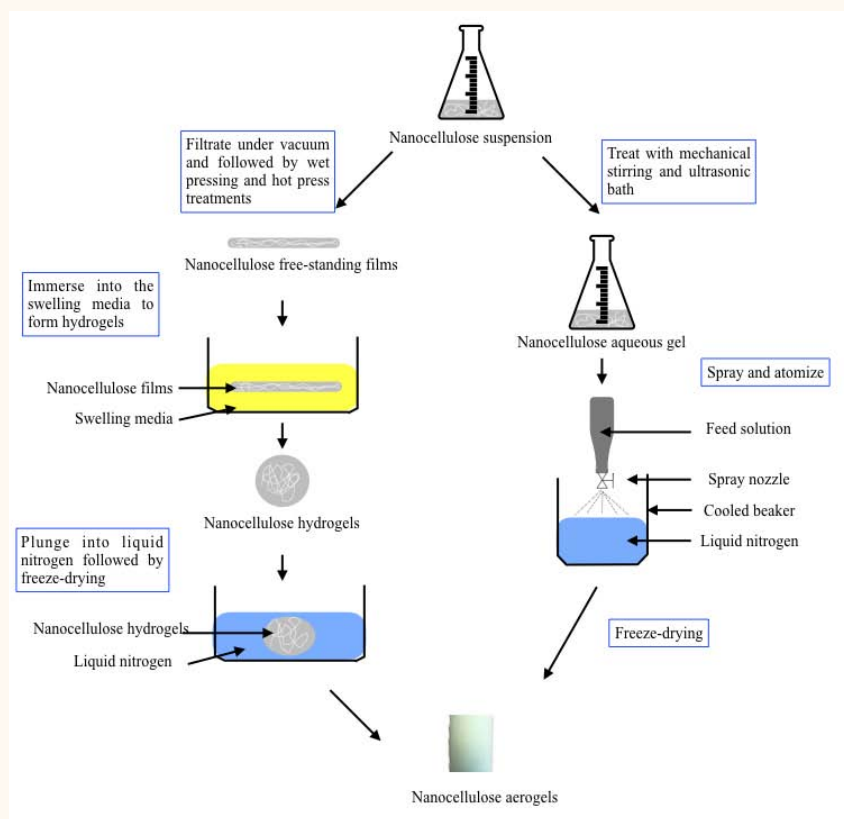 Nanocellulose suspension
Filtrate under vacuum
and followed by wet
pressing and hot press
treatments
Treat with mechanical
stirring and ultrasonic
bath
Nanocellulose free-standing films
Immerse into the
swelling media to
form hydrogels
Nanocellulose aqueous gel
Nanocellulose films
Swelling media
Spray and atomize
Feed solution
Spray nozzle
Cooled beaker
Liquid nitrogen
Nanocellulose hydrogels
Plunge into liquid
nitrogen followed by
freeze-drying
Nanocellulose hydrogels
Liquid nitrogen
Freeze-drying
Nanocellulose aerogels